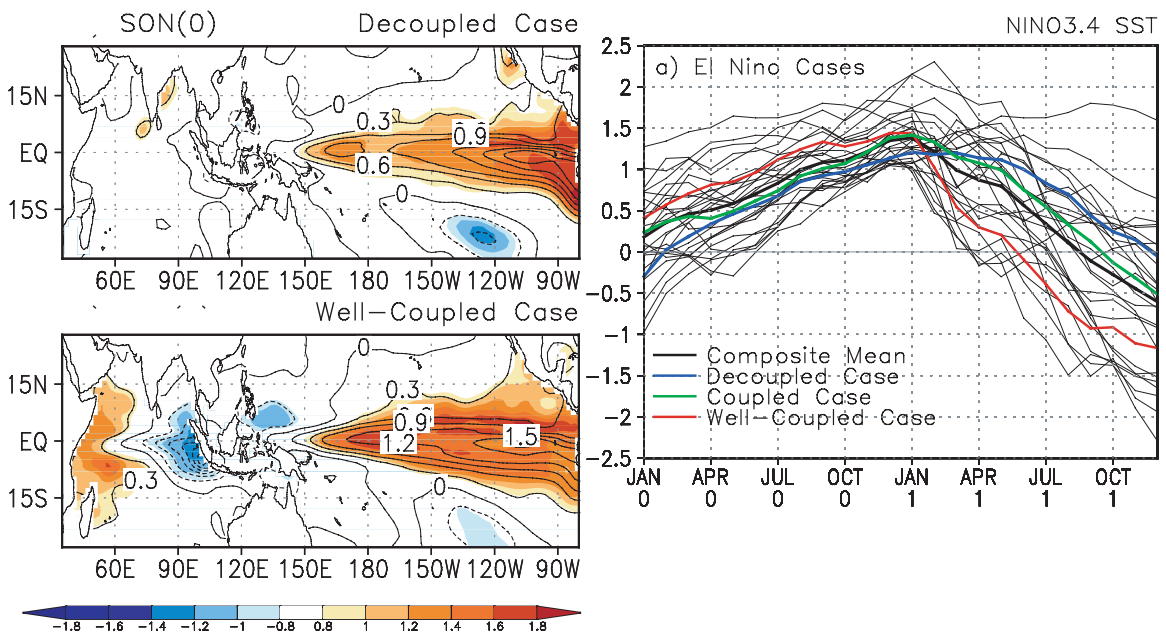 SON(0) Decoupled Case
15N
EQ
15S
0
0.3
0.9
0.6
0
60E 90E 120E 150E 180 150W 120W 90W
Well-Coupled Case
15N
EQ
15S
0
0.3
0.9
1.2
1.5
0.3
0
60E 90E 120E 150E 180 150W 120W 90W
-1.8 -1.6 -1.4 -1.2 -1 -0.8 0.8 1 1.2 1.4 1.6 1.8
NINO3.4 SST
a) El Nino Cases
2.5
2
1.5
1
0.5
0
-0.5
-1
-1.5
-2
-2.5
Composite Mean
Decoupled Case
Coupled Case
Well-Coupled Case
JAN APR JUL OCT JAN APR JUL OCT
0 0 0 0 1 1 1 1